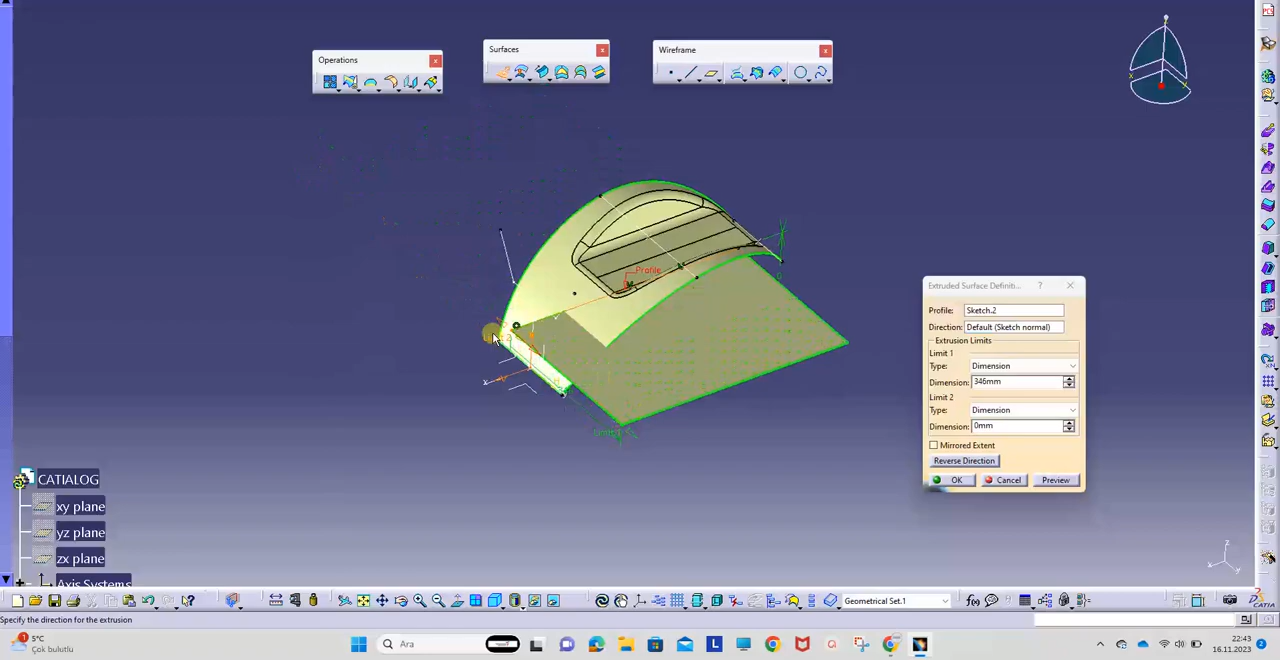 Operations
Surfaces
Wireframe
Profile
Extruded Surface Definiti...
Profile: Sketch.2
Direction: Default (Sketch normal)
Extrusion Limits
Limit 1
Type: Dimension
Dimension: 346mm
Limit 2
Type: Dimension
Dimension: 0mm
Mirrored Extent
Reverse Direction
OK Cancel Preview
CATIALOG
xy plane
yz plane
zx plane
Axis Systems
Geometrical Set.1
Specify the direction for the extrusion
5°C
Çok bulutlu
Ara
22:43
16.11.2023